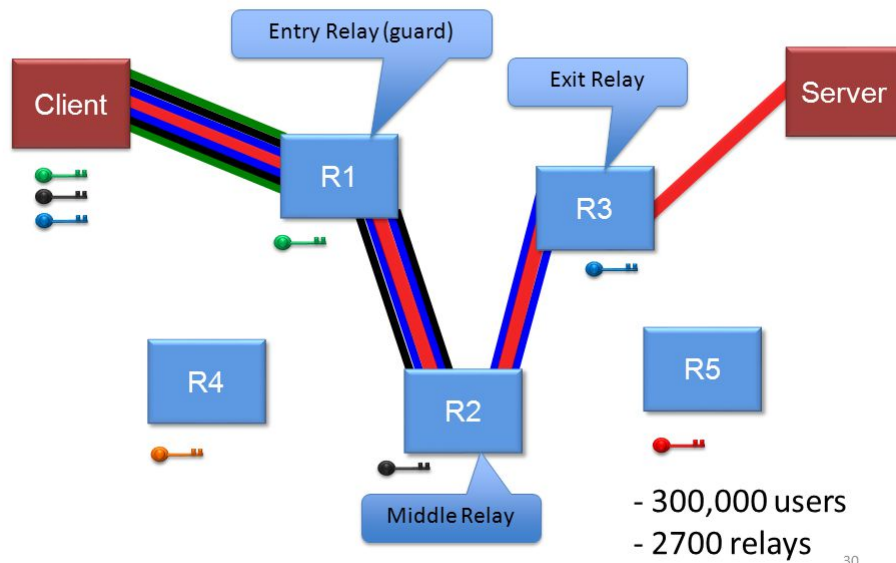 Entry Relay (guard)
Client
Exit Relay
Server
R1
R3
R4
R2
R5
Middle Relay
- 300,000 users
- 2700 relays
30